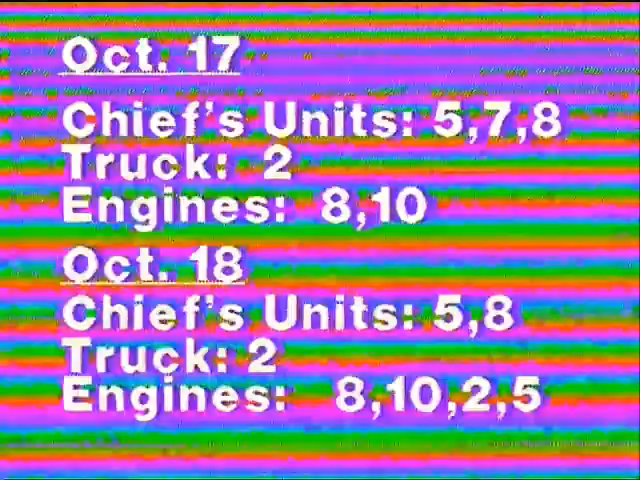 Oct. 17
Chief's Units: 5,7,8
Truck: 2
Engines: 8,10
Oct. 18
Chief's Units: 5,8
Truck: 2
Engines: 8,10,2,5